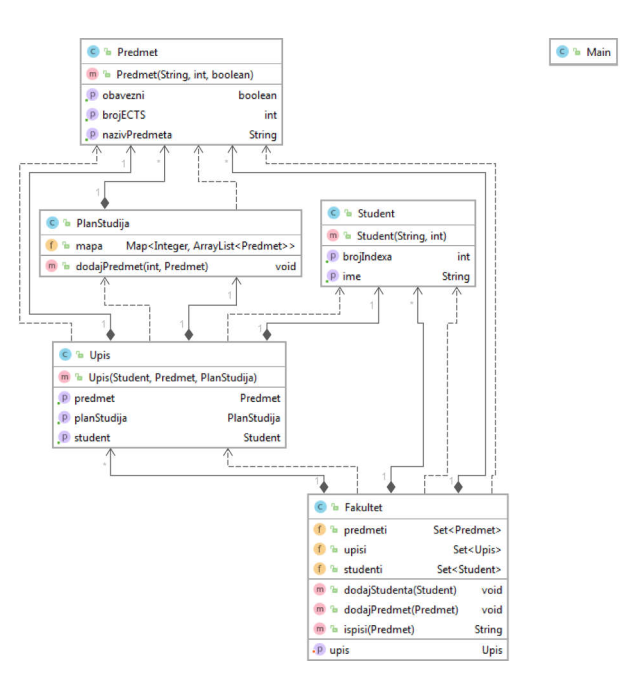 Predmet
Predmet(String, int, boolean)
obavezni boolean
brojECTS int
nazivPredmeta String
Main
1
*
*
1
PlanStudija
mapa Map<Integer, ArrayList<Predmet>>
dodajPredmet(int, Predmet) void
Student
Student(String, int)
brojIndexa int
ime String
1
1
*
1
1
1
Upis
Upis(Student, Predmet, PlanStudija)
predmet Predmet
planStudija PlanStudija
student Student
*
1
1
1
Fakultet
predmeti Set<Predmet>
upisi Set<Upis>
studenti Set<Student>
dodajStudenta(Student) void
dodajPredmet(Predmet) void
ispisi(Predmet) String
upis Upis